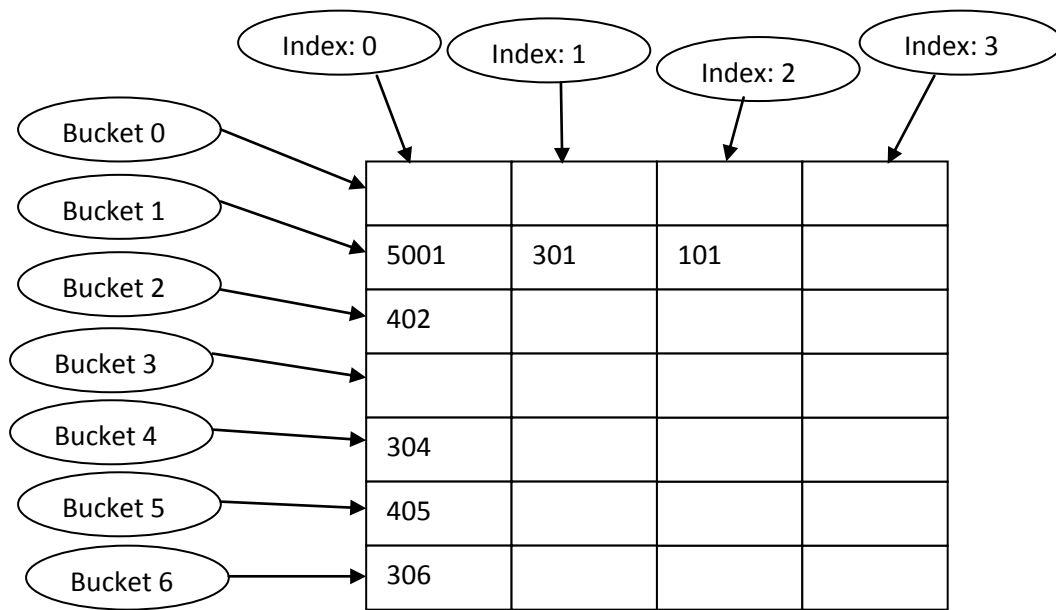 Index: 0
Index: 1
Index: 2
Index: 3
Bucket 0
Bucket 1
5001 301 101
Bucket 2
402
Bucket 3
Bucket 4
304
Bucket 5
405
Bucket 6
306